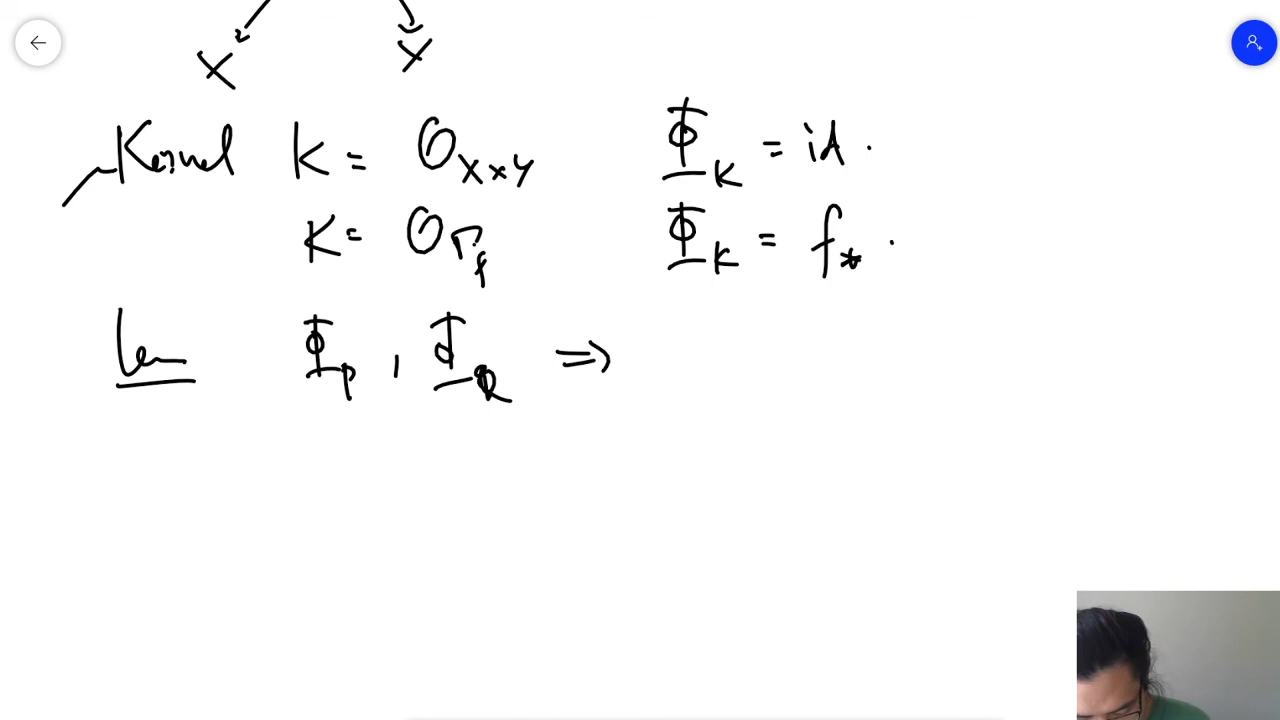 X Y
Kernel K = O_{X×Y} Φ_K = id .
K = O_{Γ_f} Φ_K = f_* .
Lem Φ_P , Φ_Q ⇒